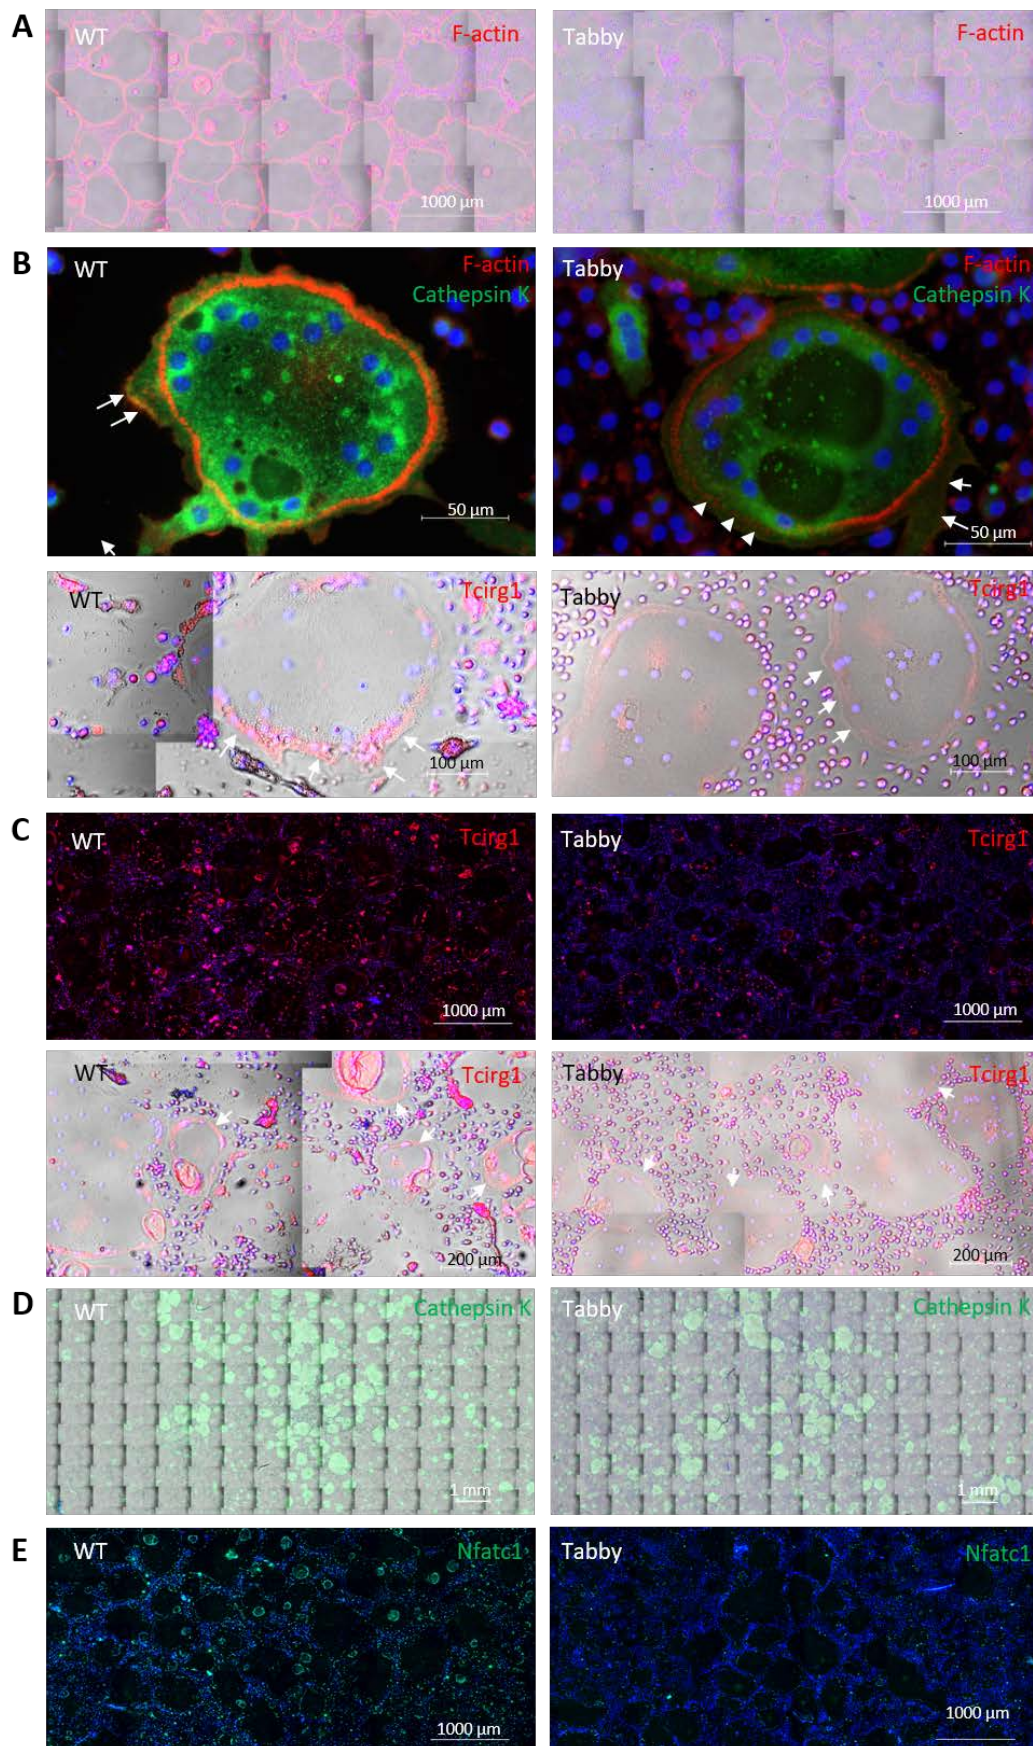 A
WT
F-actin
1000 µm
Tabby
F-actin
1000 µm
B
WT
F-actin
Cathepsin K
50 µm
Tabby
F-actin
Cathepsin K
50 µm
WT
Tcirg1
100 µm
Tabby
Tcirg1
100 µm
C
WT
Tcirg1
1000 µm
Tabby
Tcirg1
1000 µm
WT
Tcirg1
200 µm
Tabby
Tcirg1
200 µm
D
WT
Cathepsin K
1 mm
Tabby
Cathepsin K
1 mm
E
WT
Nfatc1
1000 µm
Tabby
Nfatc1
1000 µm